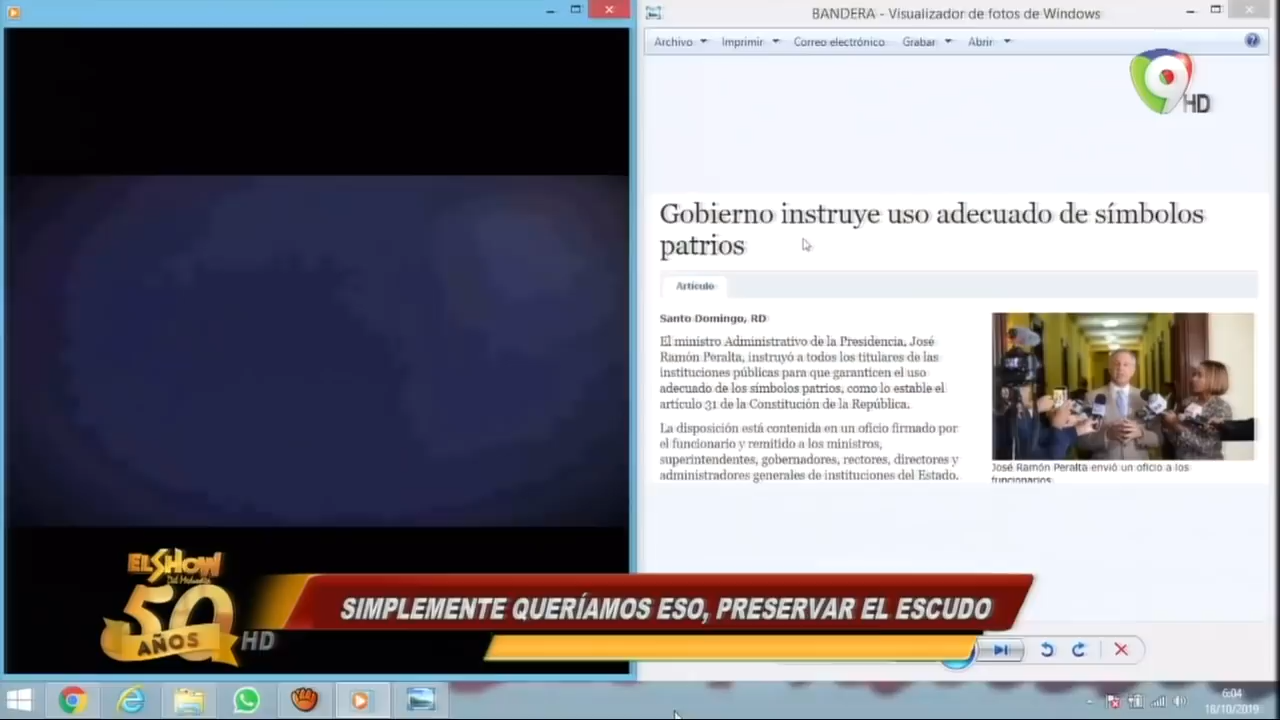 BANDERA - Visualizador de fotos de Windows
Archivo Imprimir Correo electrónico Grabar Abrir
9 HD
Gobierno instruye uso adecuado de símbolos
patrios
Artículo
Santo Domingo, RD
El ministro Administrativo de la Presidencia, José
Ramón Peralta, instruyó a todos los titulares de las
instituciones públicas para que garanticen el uso
adecuado de los símbolos patrios, como lo estable el
artículo 31 de la Constitución de la República.
La disposición está contenida en un oficio firmado por
el funcionario y remitido a los ministros,
superintendentes, gobernadores, rectores, directores y
administradores generales de instituciones del Estado.
José Ramón Peralta envió un oficio a los
funcionarios.
EL SHOW
Del Mediodía
50
AÑOS
HD
SIMPLEMENTE QUERÍAMOS ESO, PRESERVAR EL ESCUDO
6:04
18/10/2019